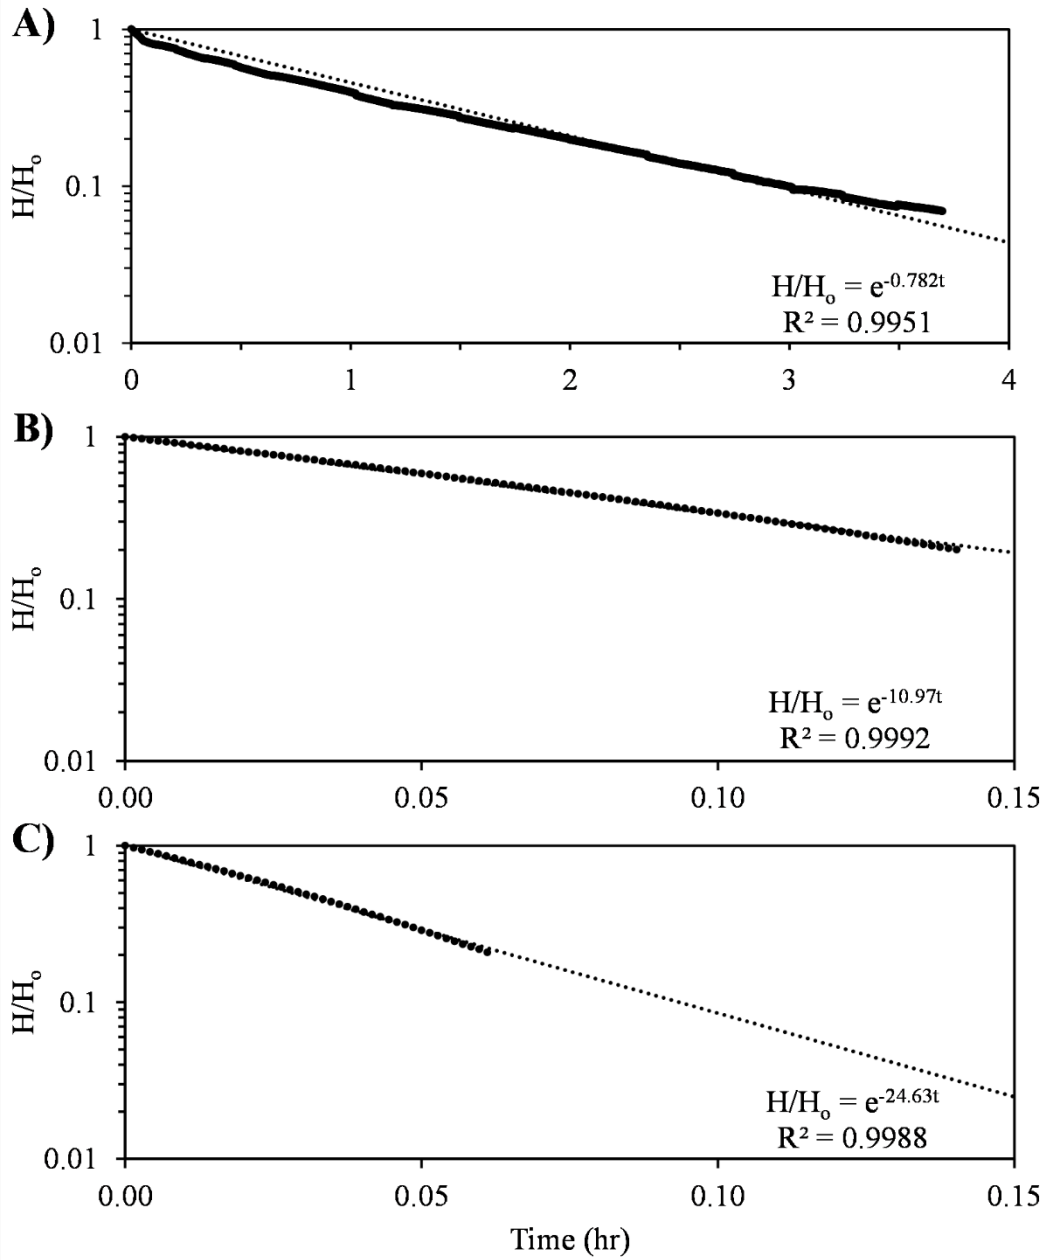 A)
1
0.1
0.01
H/Hₒ
0
1
2
3
4
H/Hₒ = e^-0.782t
R² = 0.9951
B)
1
0.1
0.01
H/Hₒ
0.00
0.05
0.10
0.15
H/Hₒ = e^-10.97t
R² = 0.9992
C)
1
0.1
0.01
H/Hₒ
0.00
0.05
0.10
0.15
H/Hₒ = e^-24.63t
R² = 0.9988
Time (hr)